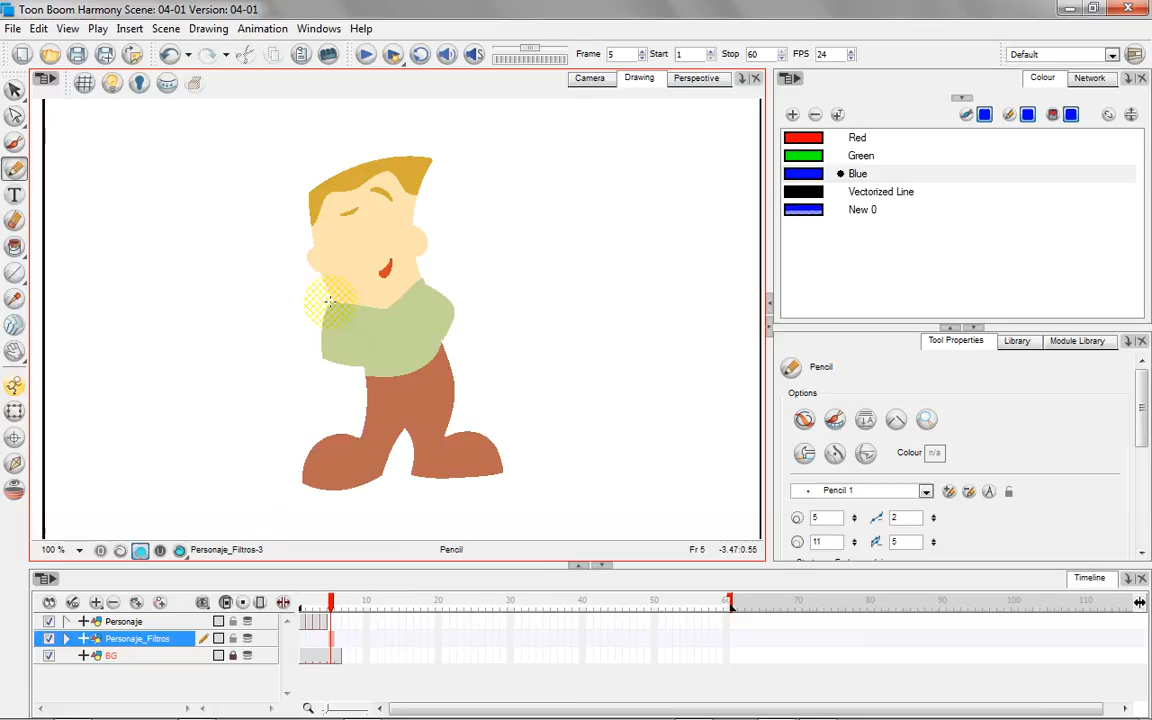 Toon Boom Harmony Scene: 04-01 Version: 04-01
File Edit View Play Insert Scene Drawing Animation Windows Help
Frame 5 Start 1 Stop 60 FPS 24 Default
Camera Drawing Perspective
Colour Network
Red
Green
Blue
Vectorized Line
New 0
Tool Properties Library Module Library
Pencil
Options
Colour n/a
Pencil 1
5 2
11 5
100 % Personaje_Filtros-3 Pencil Fr 5 -3.47:0.55
Timeline
10 20 30 40 50 60 70 80 90 100 110
Personaje
Personaje_Filtros
BG